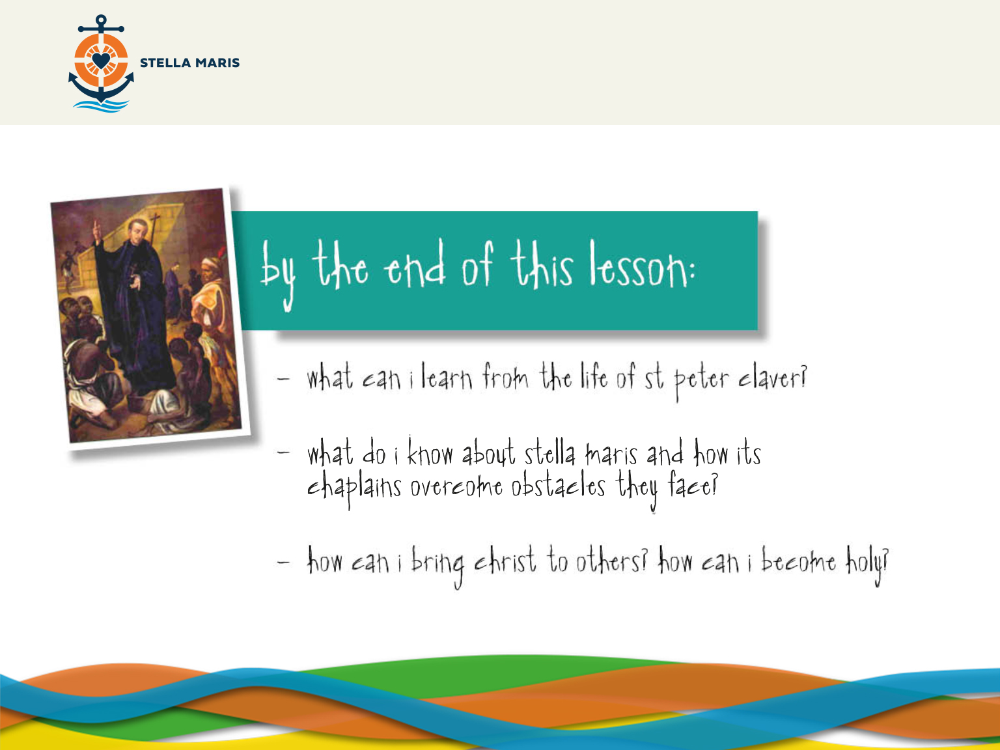 STELLA MARIS
by the end of this lesson:
- what can i learn from the life of st peter claver?
- what do i know about stella maris and how its
chaplains overcome obstacles they face?
- how can i bring christ to others? how can i become holy?